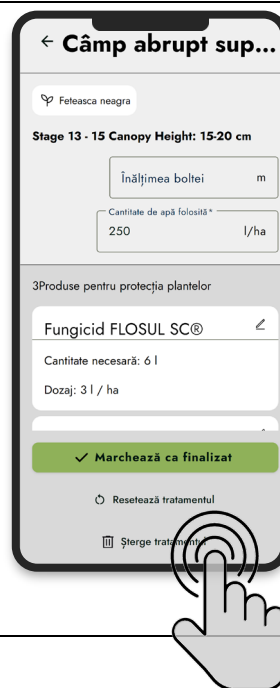 Câmp abrupt sup...
Feteasca neagra
Stage 13 - 15 Canopy Height: 15-20 cm
Înălțimea boltei m
Cantitate de apă folosită*
250 l/ha
3Produse pentru protecția plantelor
Fungicid FLOSUL SC®
Cantitate necesară: 6 l
Dozaj: 3 l / ha
Marchează ca finalizat
Resetează tratamentul
Șterge tratamentul